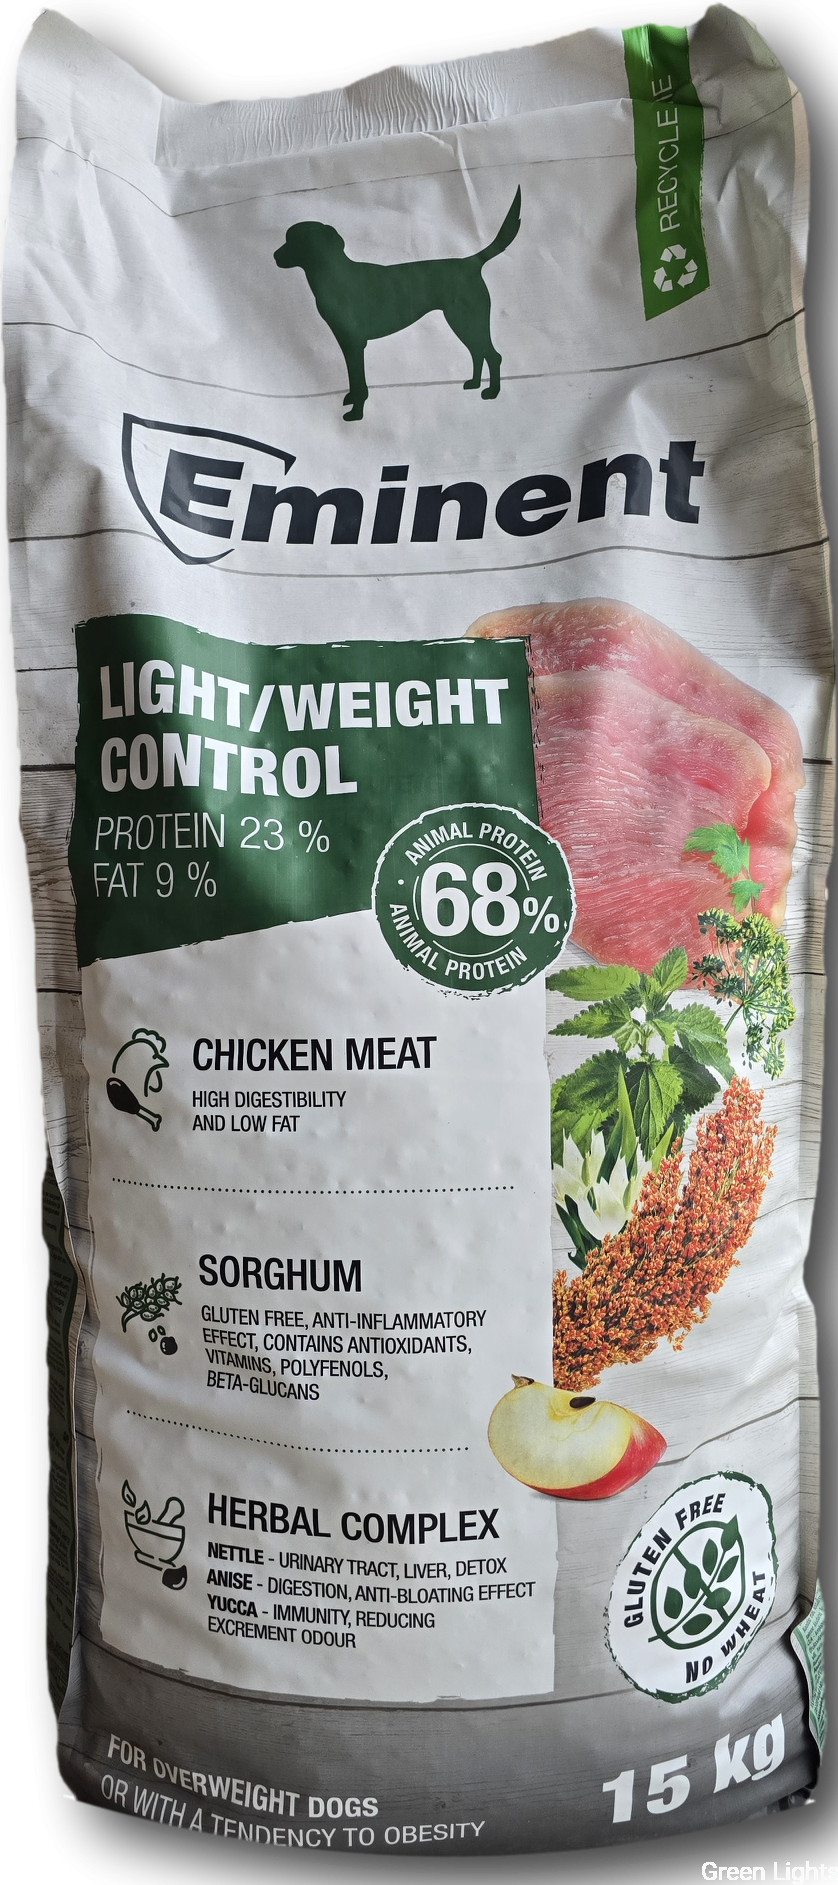 RECYCLE ME
Eminent
LIGHT/WEIGHT
CONTROL
PROTEIN 23 %
FAT 9 %
ANIMAL PROTEIN
68%
ANIMAL PROTEIN
CHICKEN MEAT
HIGH DIGESTIBILITY
AND LOW FAT
SORGHUM
GLUTEN FREE, ANTI-INFLAMMATORY
EFFECT, CONTAINS ANTIOXIDANTS,
VITAMINS, POLYFENOLS,
BETA-GLUCANS
HERBAL COMPLEX
NETTLE - URINARY TRACT, LIVER, DETOX
ANISE - DIGESTION, ANTI-BLOATING EFFECT
YUCCA - IMMUNITY, REDUCING
EXCREMENT ODOUR
GLUTEN FREE
NO WHEAT
FOR OVERWEIGHT DOGS
OR WITH A TENDENCY TO OBESITY
15 kg
Green Lights